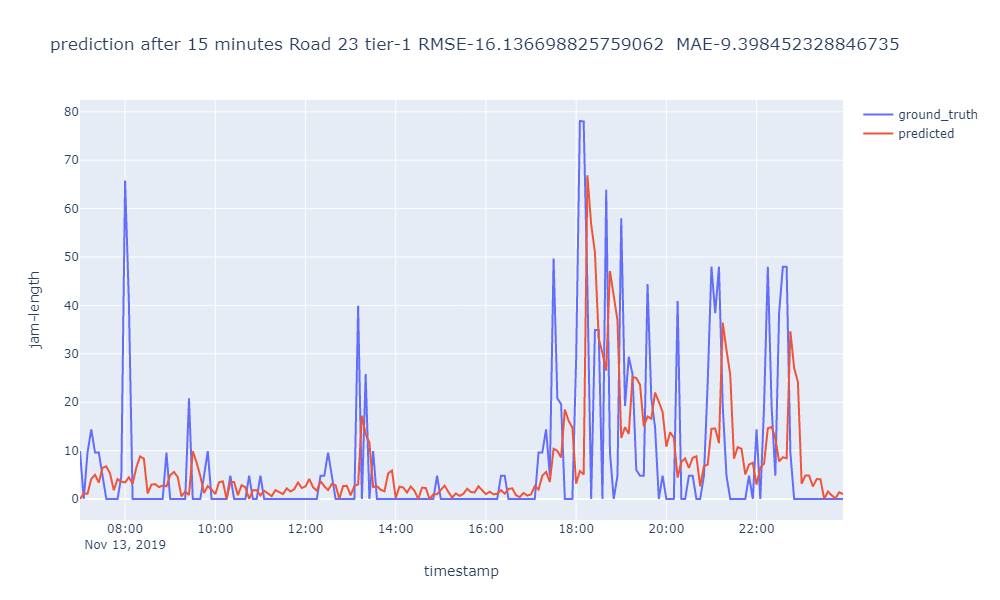 prediction after 15 minutes Road 23 tier-1 RMSE-16.136698825759062  MAE-9.398452328846735
ground_truth
predicted
80
70
60
50
40
30
20
10
0
jam-length
08:00 10:00 12:00 14:00 16:00 18:00 20:00 22:00
Nov 13, 2019
timestamp